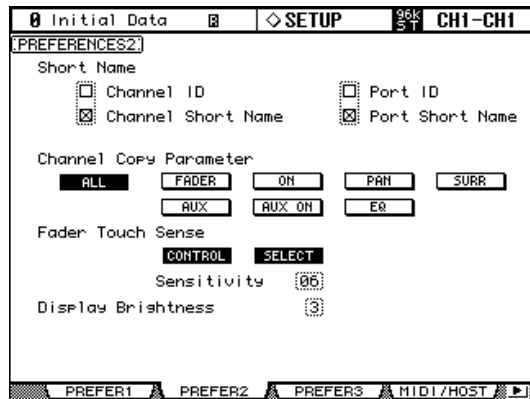 0 Initial Data R ◇SETUP 96k ST CH1-CH1
PREFERENCES2
Short Name
Channel ID Port ID
Channel Short Name Port Short Name
Channel Copy Parameter
ALL FADER ON PAN SURR
AUX AUX ON EQ
Fader Touch Sense
CONTROL SELECT
Sensitivity 06
Display Brightness 3
PREFER1 PREFER2 PREFER3 MIDI/HOST